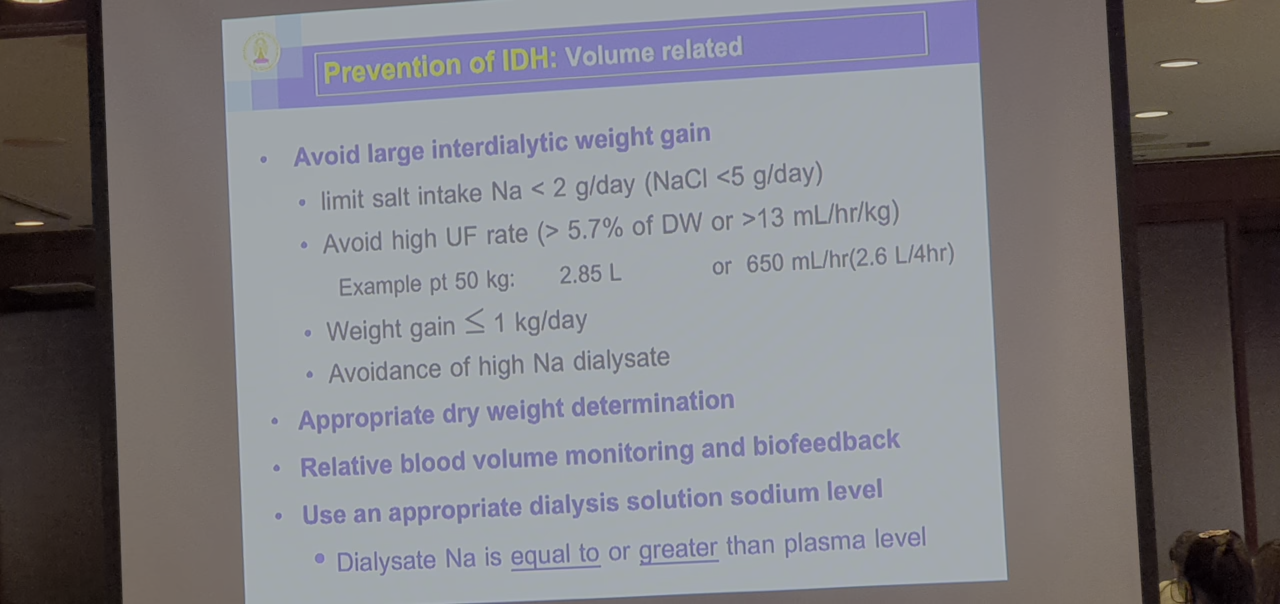 Prevention of IDH: Volume related
• Avoid large interdialytic weight gain
• limit salt intake Na < 2 g/day (NaCl <5 g/day)
• Avoid high UF rate (> 5.7% of DW or >13 mL/hr/kg)
Example pt 50 kg: 2.85 L or 650 mL/hr(2.6 L/4hr)
• Weight gain ≤ 1 kg/day
• Avoidance of high Na dialysate
• Appropriate dry weight determination
• Relative blood volume monitoring and biofeedback
• Use an appropriate dialysis solution sodium level
• Dialysate Na is equal to or greater than plasma level